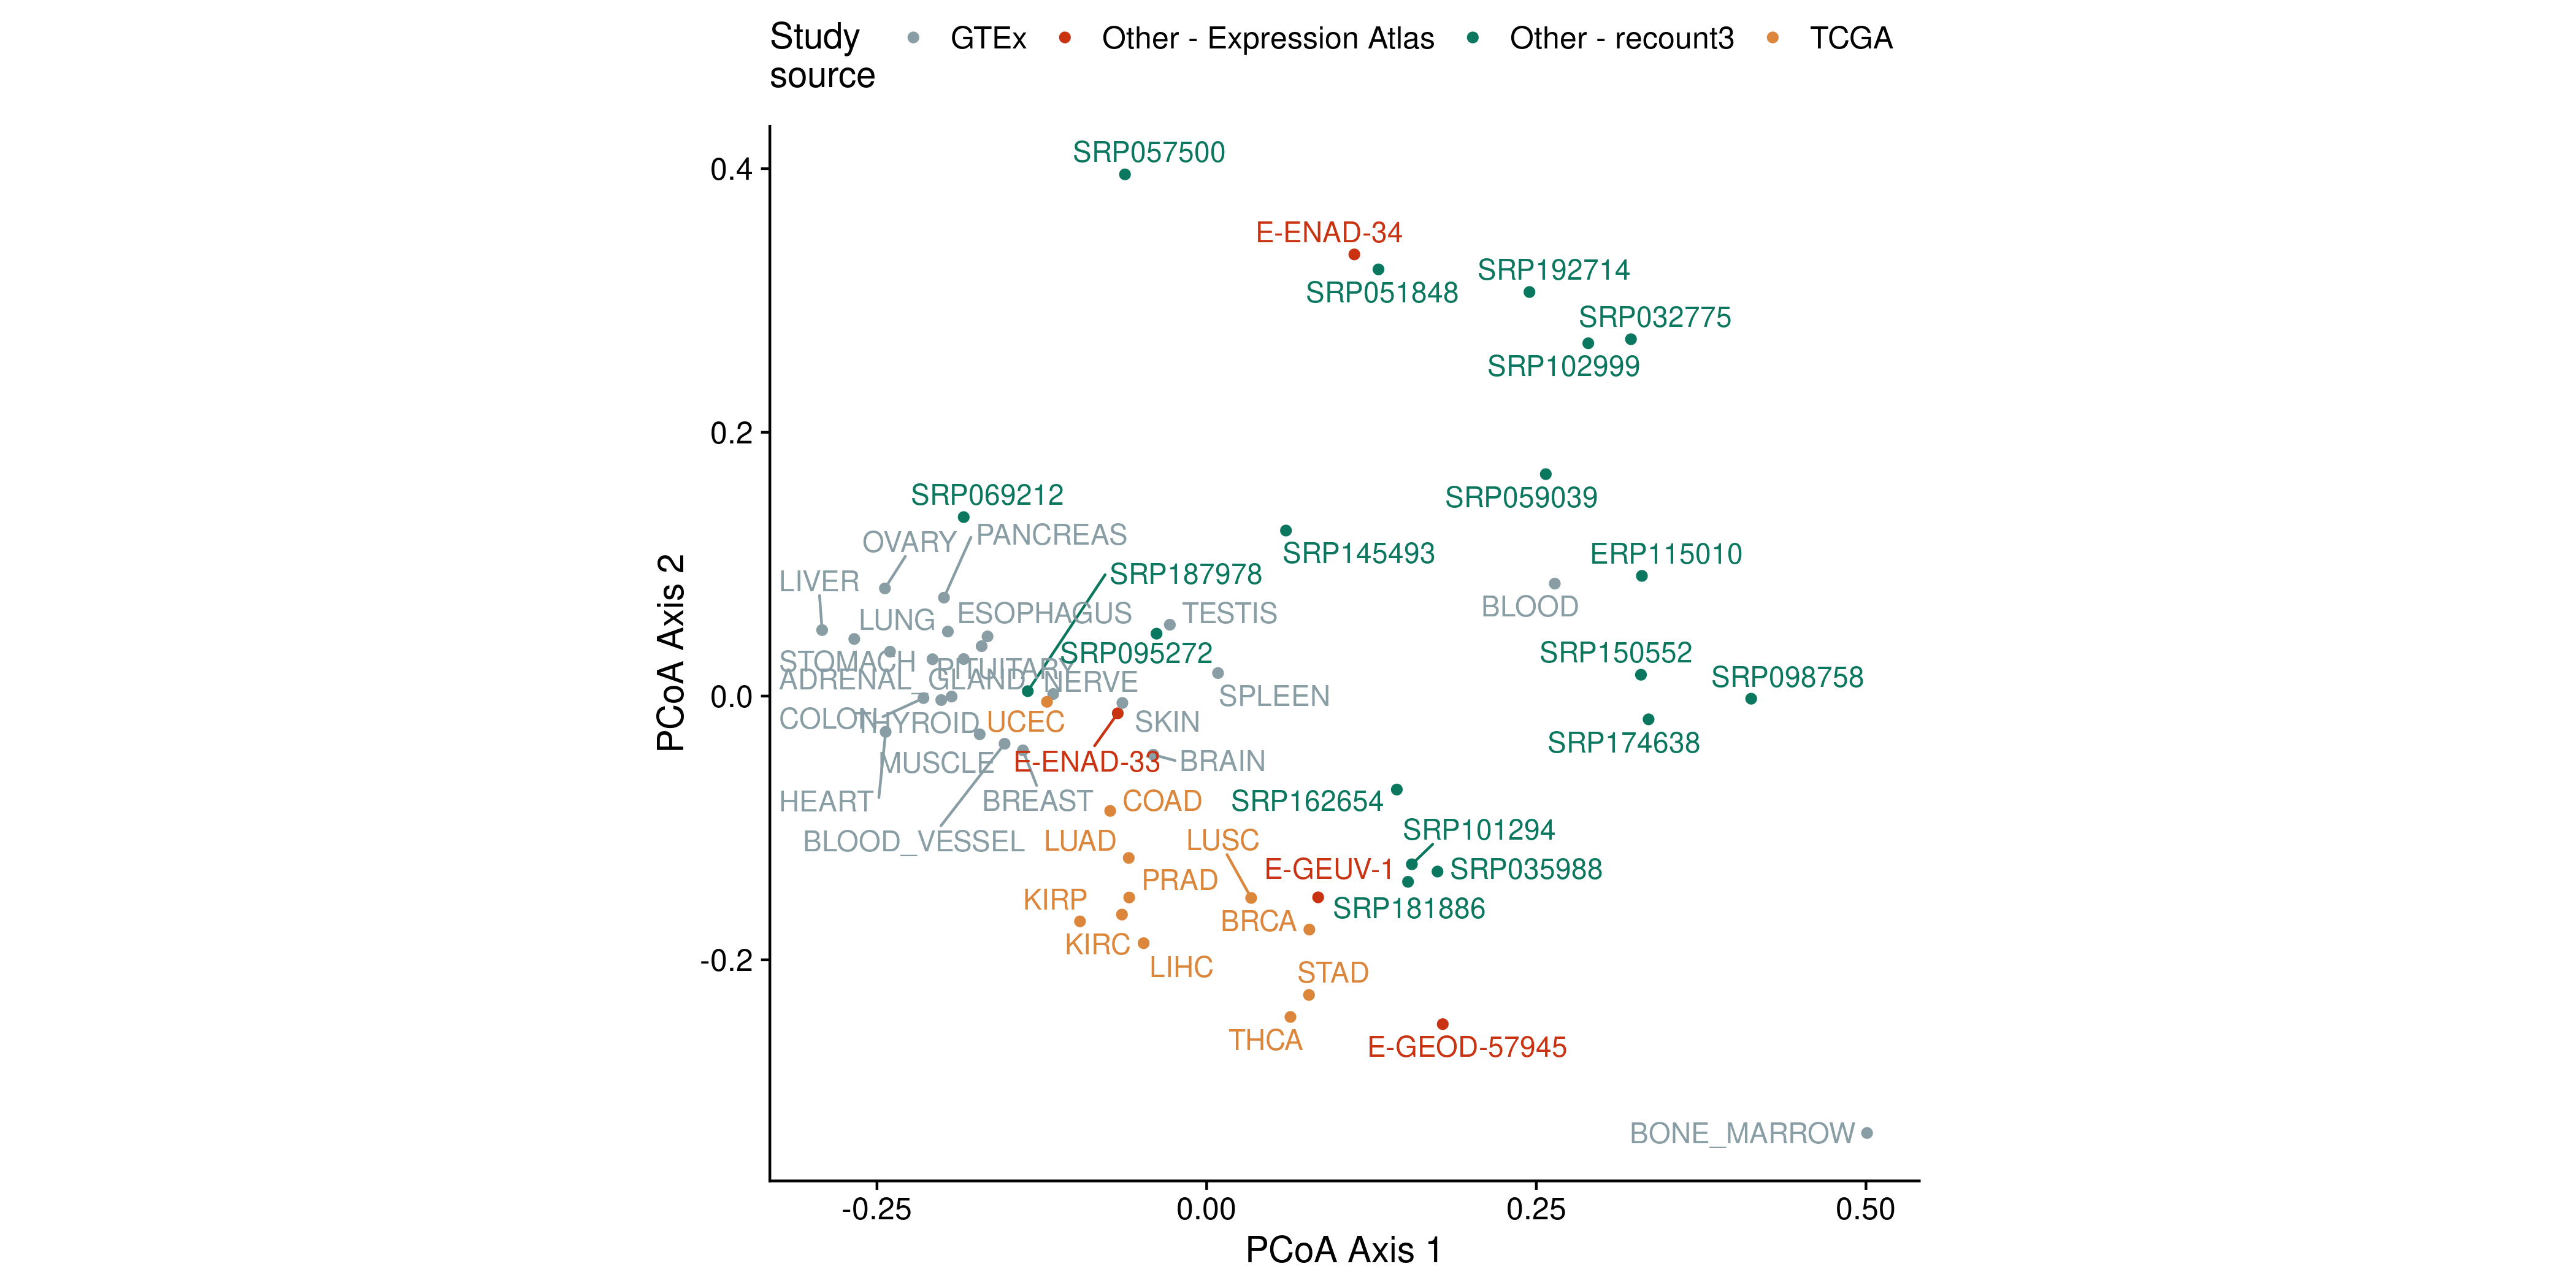 Study
source
GTEx
Other - Expression Atlas
Other - recount3
TCGA
SRP057500
0.4
E-ENAD-34
SRP192714
SRP051848
SRP032775
SRP102999
0.2
SRP069212
SRP059039
PANCREAS
OVARY
SRP145493
ERP115010
SRP187978
LIVER
BLOOD
ESOPHAGUS
TESTIS
LUNG
SRP095272
SRP150552
STOMACH
PITUITARY
SRP098758
ADRENAL_GLAND
NERVE
0.0
SPLEEN
COLON
THYROID
UCEC
SKIN
SRP174638
MUSCLE
E-ENAD-33
BRAIN
HEART
BREAST
COAD
SRP162654
SRP101294
BLOOD_VESSEL
LUAD
LUSC
E-GEUV-1
SRP035988
PRAD
KIRP
SRP181886
BRCA
KIRC
-0.2
LIHC
STAD
THCA
E-GEOD-57945
BONE_MARROW
-0.25
0.00
0.25
0.50
PCoA Axis 1
PCoA Axis 2